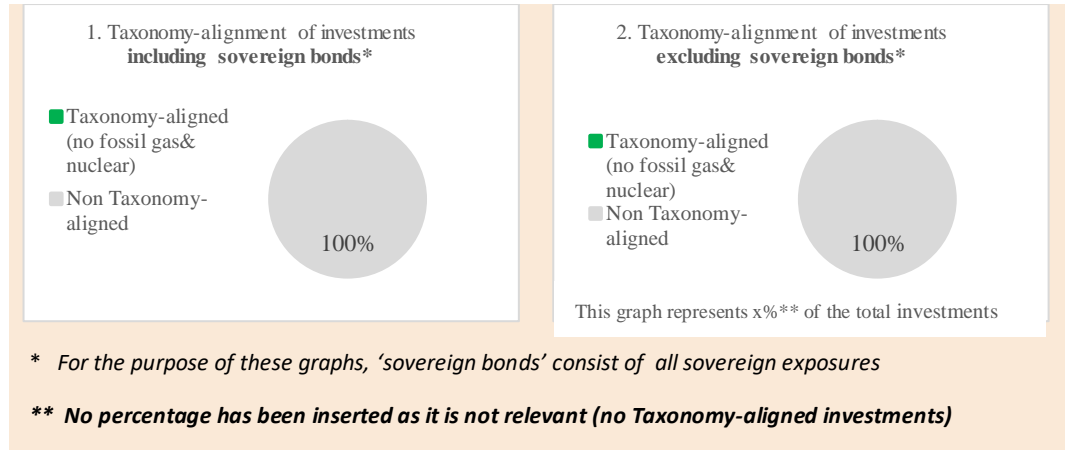 1. Taxonomy-alignment of investments
including sovereign bonds*
Taxonomy-aligned
(no fossil gas&
nuclear)
Non Taxonomy-
aligned
100%
2. Taxonomy-alignment of investments
excluding sovereign bonds*
Taxonomy-aligned
(no fossil gas&
nuclear)
Non Taxonomy-
aligned
100%
This graph represents x%** of the total investments
* For the purpose of these graphs, ‘sovereign bonds’ consist of all sovereign exposures
** No percentage has been inserted as it is not relevant (no Taxonomy-aligned investments)